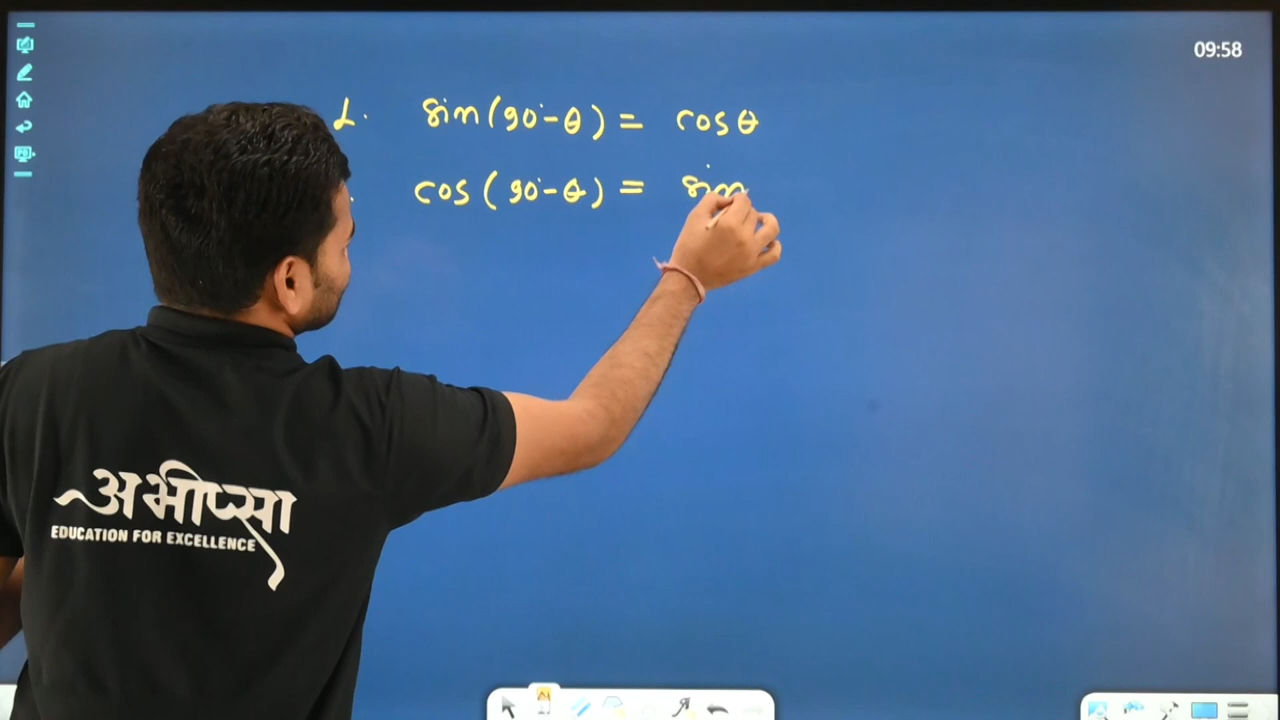 09:58
1. sin(90°-θ) = cosθ
cos(90°-θ) = sin
अभीप्सा
EDUCATION FOR EXCELLENCE